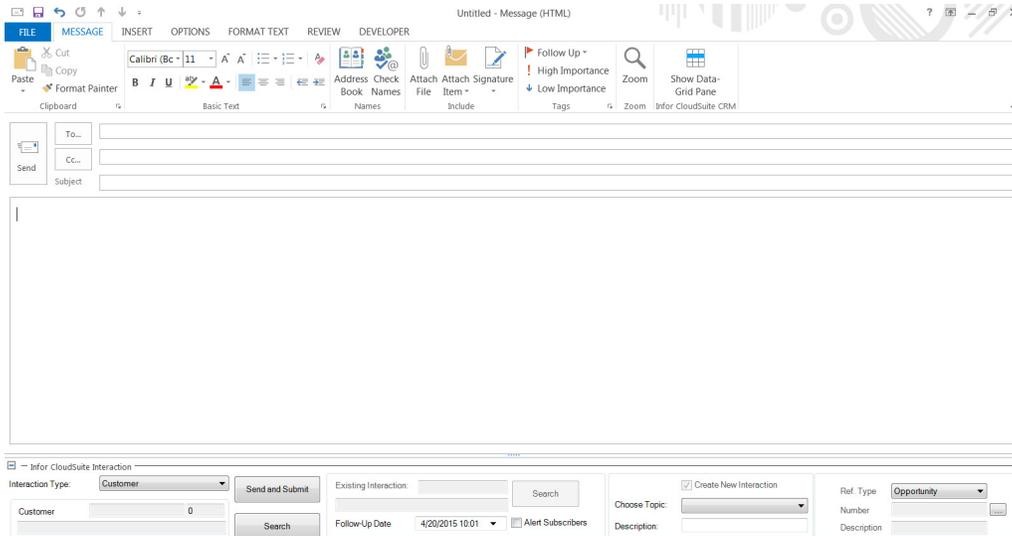 Untitled - Message (HTML)
?
FILE MESSAGE INSERT OPTIONS FORMAT TEXT REVIEW DEVELOPER
Paste
Cut
Copy
Format Painter
Clipboard
Calibri (Bc 11 A A
B I U aby A
Basic Text
Address Book
Check Names
Names
Attach File
Attach Item
Signature
Include
Follow Up
High Importance
Low Importance
Tags
Zoom
Zoom
Show Data-
Grid Pane
Infor CloudSuite CRM
Send
To...
Cc...
Subject
Infor CloudSuite Interaction
Interaction Type: Customer
Send and Submit
Customer 0
Search
Existing Interaction:
Search
Follow-Up Date 4/20/2015 10:01 Alert Subscribers
Create New Interaction
Choose Topic:
Description:
Ref. Type Opportunity
Number ...
Description